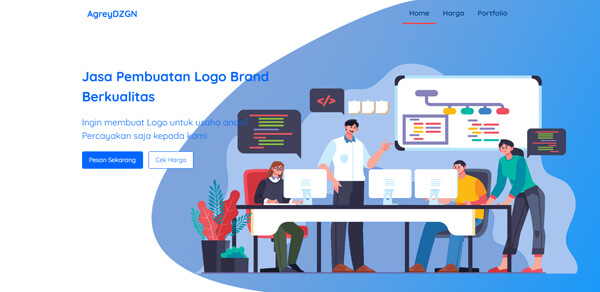 AgreyDZGN
Home Harga Portfolio
Jasa Pembuatan Logo Brand
Berkualitas
Ingin membuat Logo untuk usaha anda?
Percayakan saja kepada kami
Pesan Sekarang Cek Harga
</>